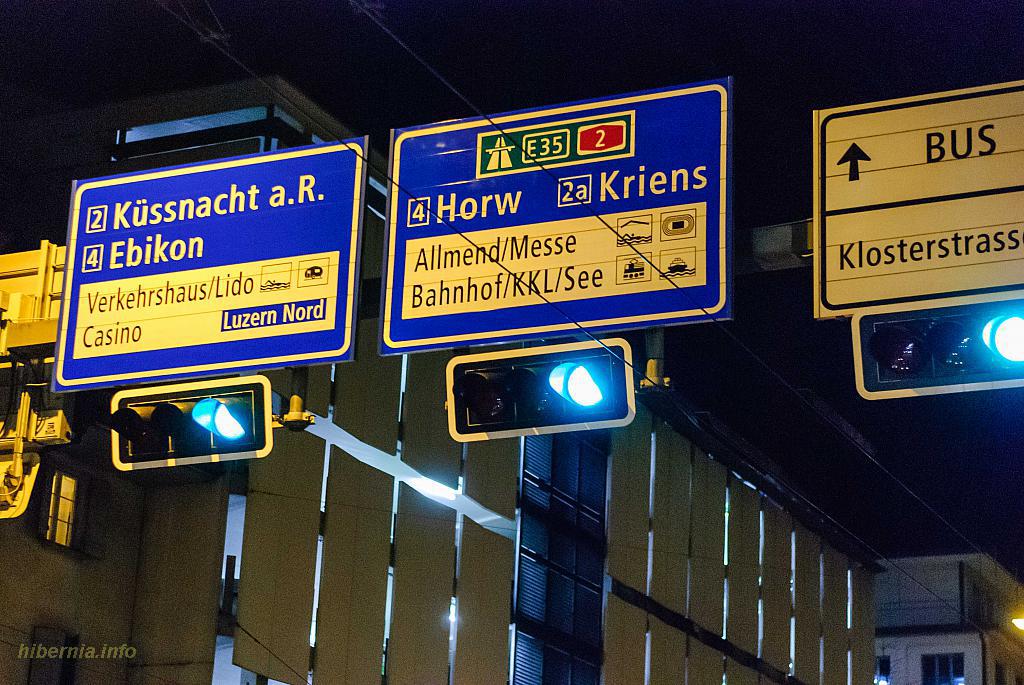 2 Küssnacht a.R.
4 Ebikon
Verkehrshaus/Lido
Casino Luzern Nord
E35 2
4 Horw 2a Kriens
Allmend/Messe
Bahnhof/KKL/See
BUS
Klosterstrasse
hibernia.info